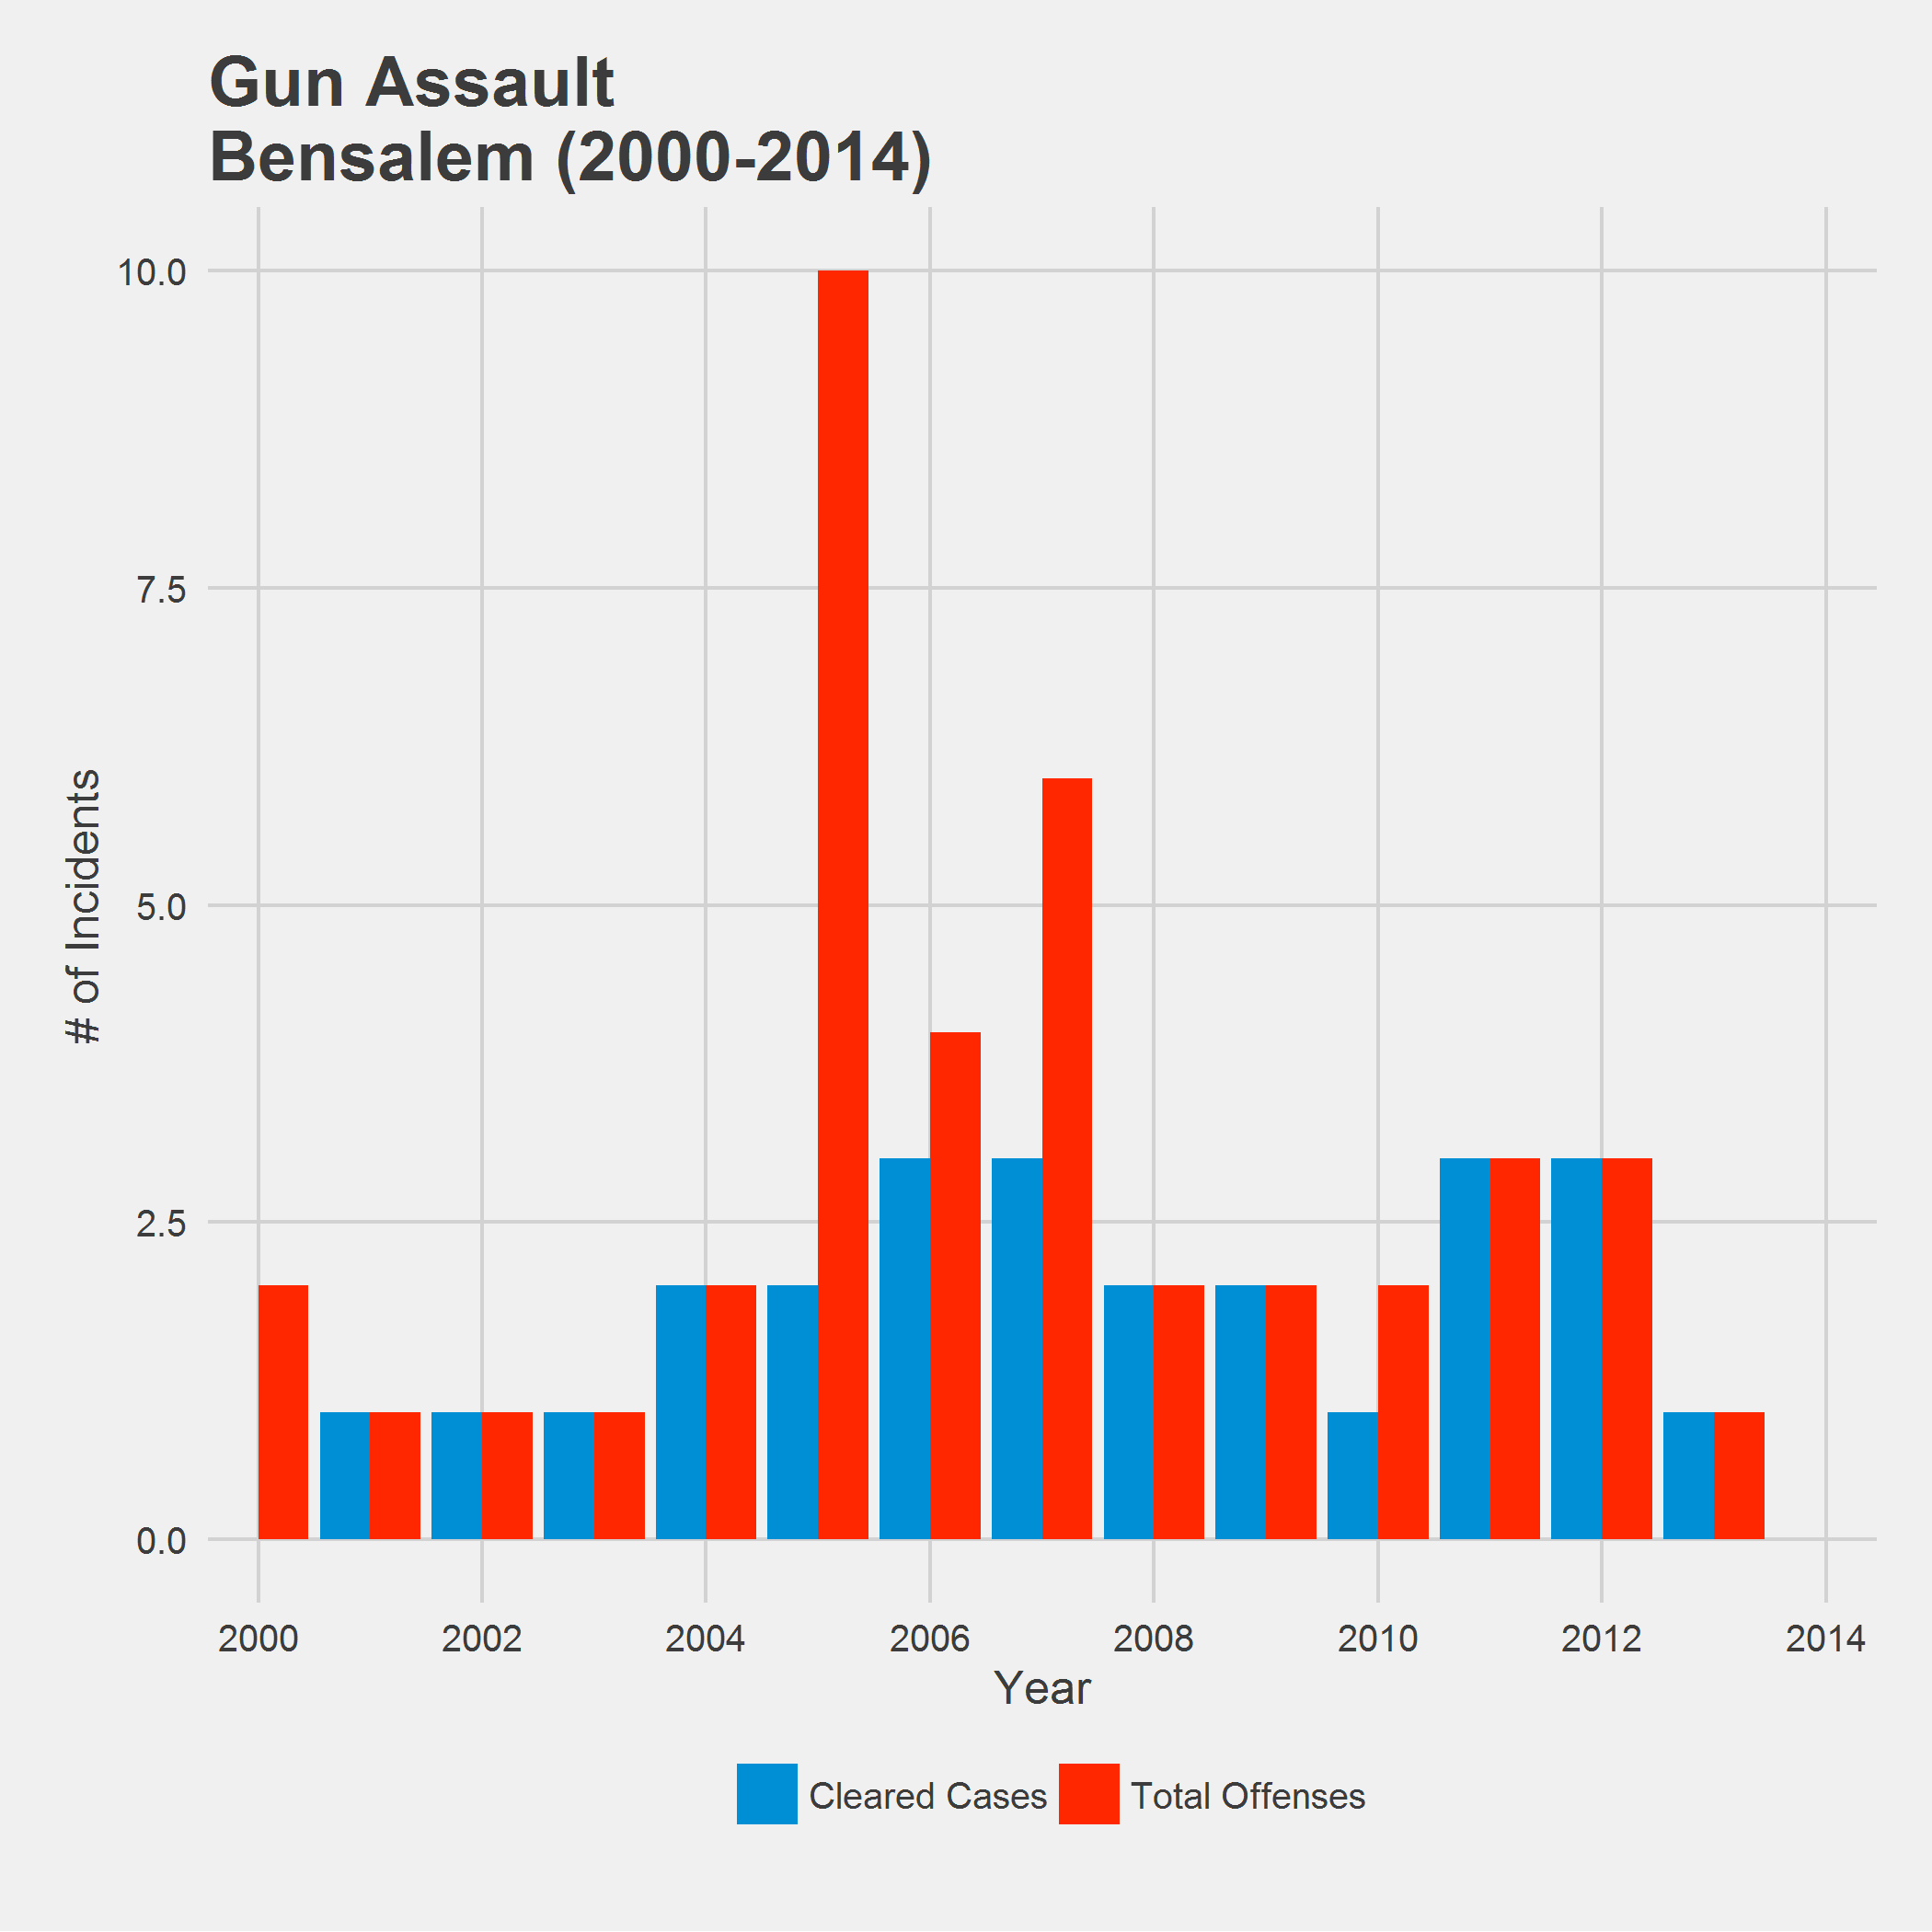 Gun Assault
Bensalem (2000-2014)
10.0
7.5
5.0
2.5
0.0
# of Incidents
2000 2002 2004 2006 2008 2010 2012 2014
Year
Cleared Cases Total Offenses